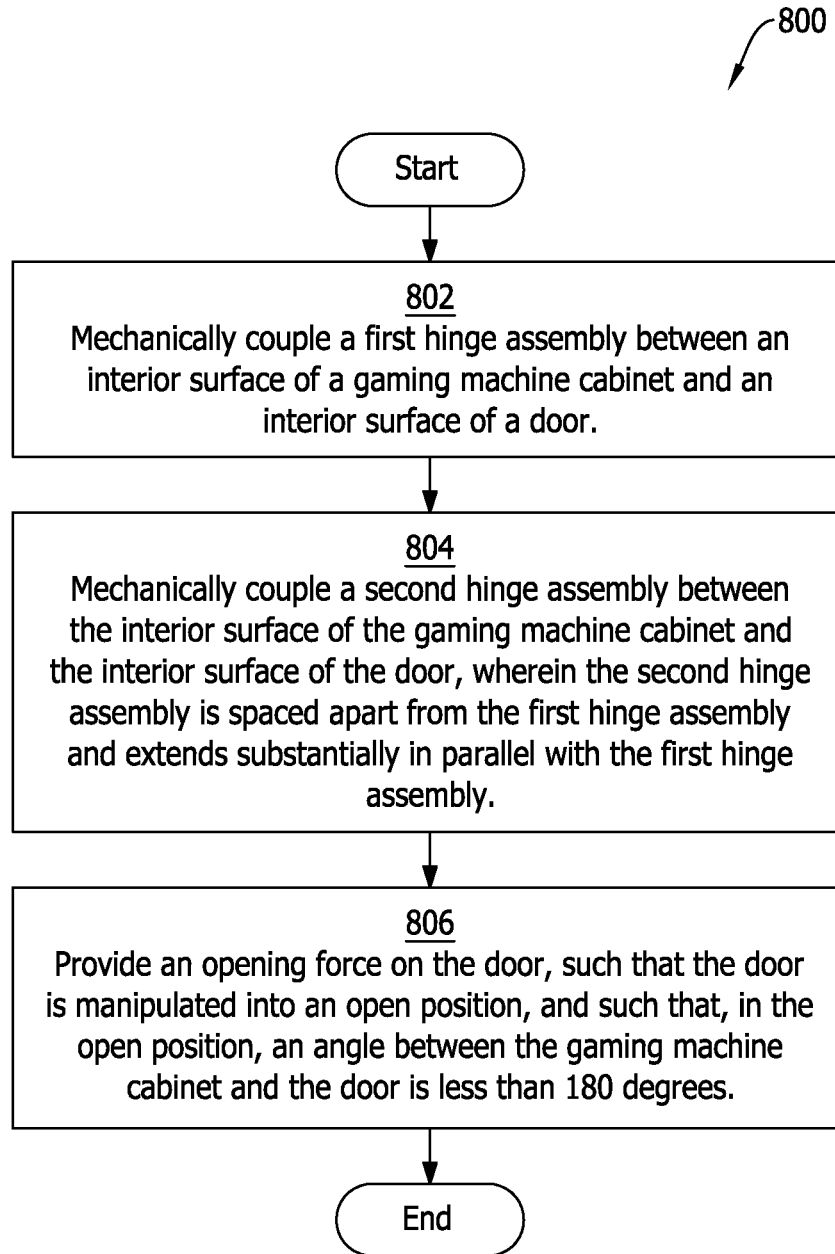 800
Start
802
Mechanically couple a first hinge assembly between an
interior surface of a gaming machine cabinet and an
interior surface of a door.
804
Mechanically couple a second hinge assembly between
the interior surface of the gaming machine cabinet and
the interior surface of the door, wherein the second hinge
assembly is spaced apart from the first hinge assembly
and extends substantially in parallel with the first hinge
assembly.
806
Provide an opening force on the door, such that the door
is manipulated into an open position, and such that, in the
open position, an angle between the gaming machine
cabinet and the door is less than 180 degrees.
End